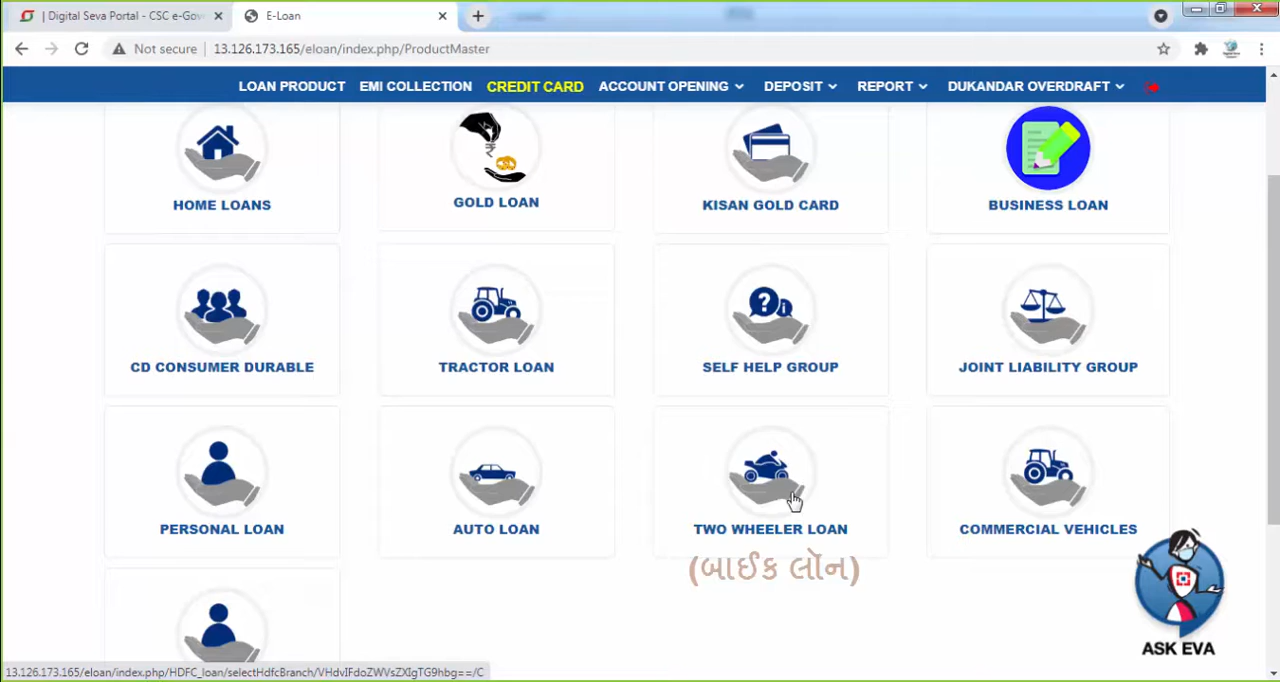 | Digital Seva Portal - CSC e-Gov
E-Loan
Not secure | 13.126.173.165/eloan/index.php/ProductMaster
LOAN PRODUCT EMI COLLECTION CREDIT CARD ACCOUNT OPENING DEPOSIT REPORT DUKANDAR OVERDRAFT
HOME LOANS GOLD LOAN KISAN GOLD CARD BUSINESS LOAN
CD CONSUMER DURABLE TRACTOR LOAN SELF HELP GROUP JOINT LIABILITY GROUP
PERSONAL LOAN AUTO LOAN TWO WHEELER LOAN COMMERCIAL VEHICLES
(બાઈક લૉન)
ASK EVA
13.126.173.165/eloan/index.php/HDFC_loan/selectHdfcBranch/VHdvIFdoZWVsZXIgTG9hbg==/C